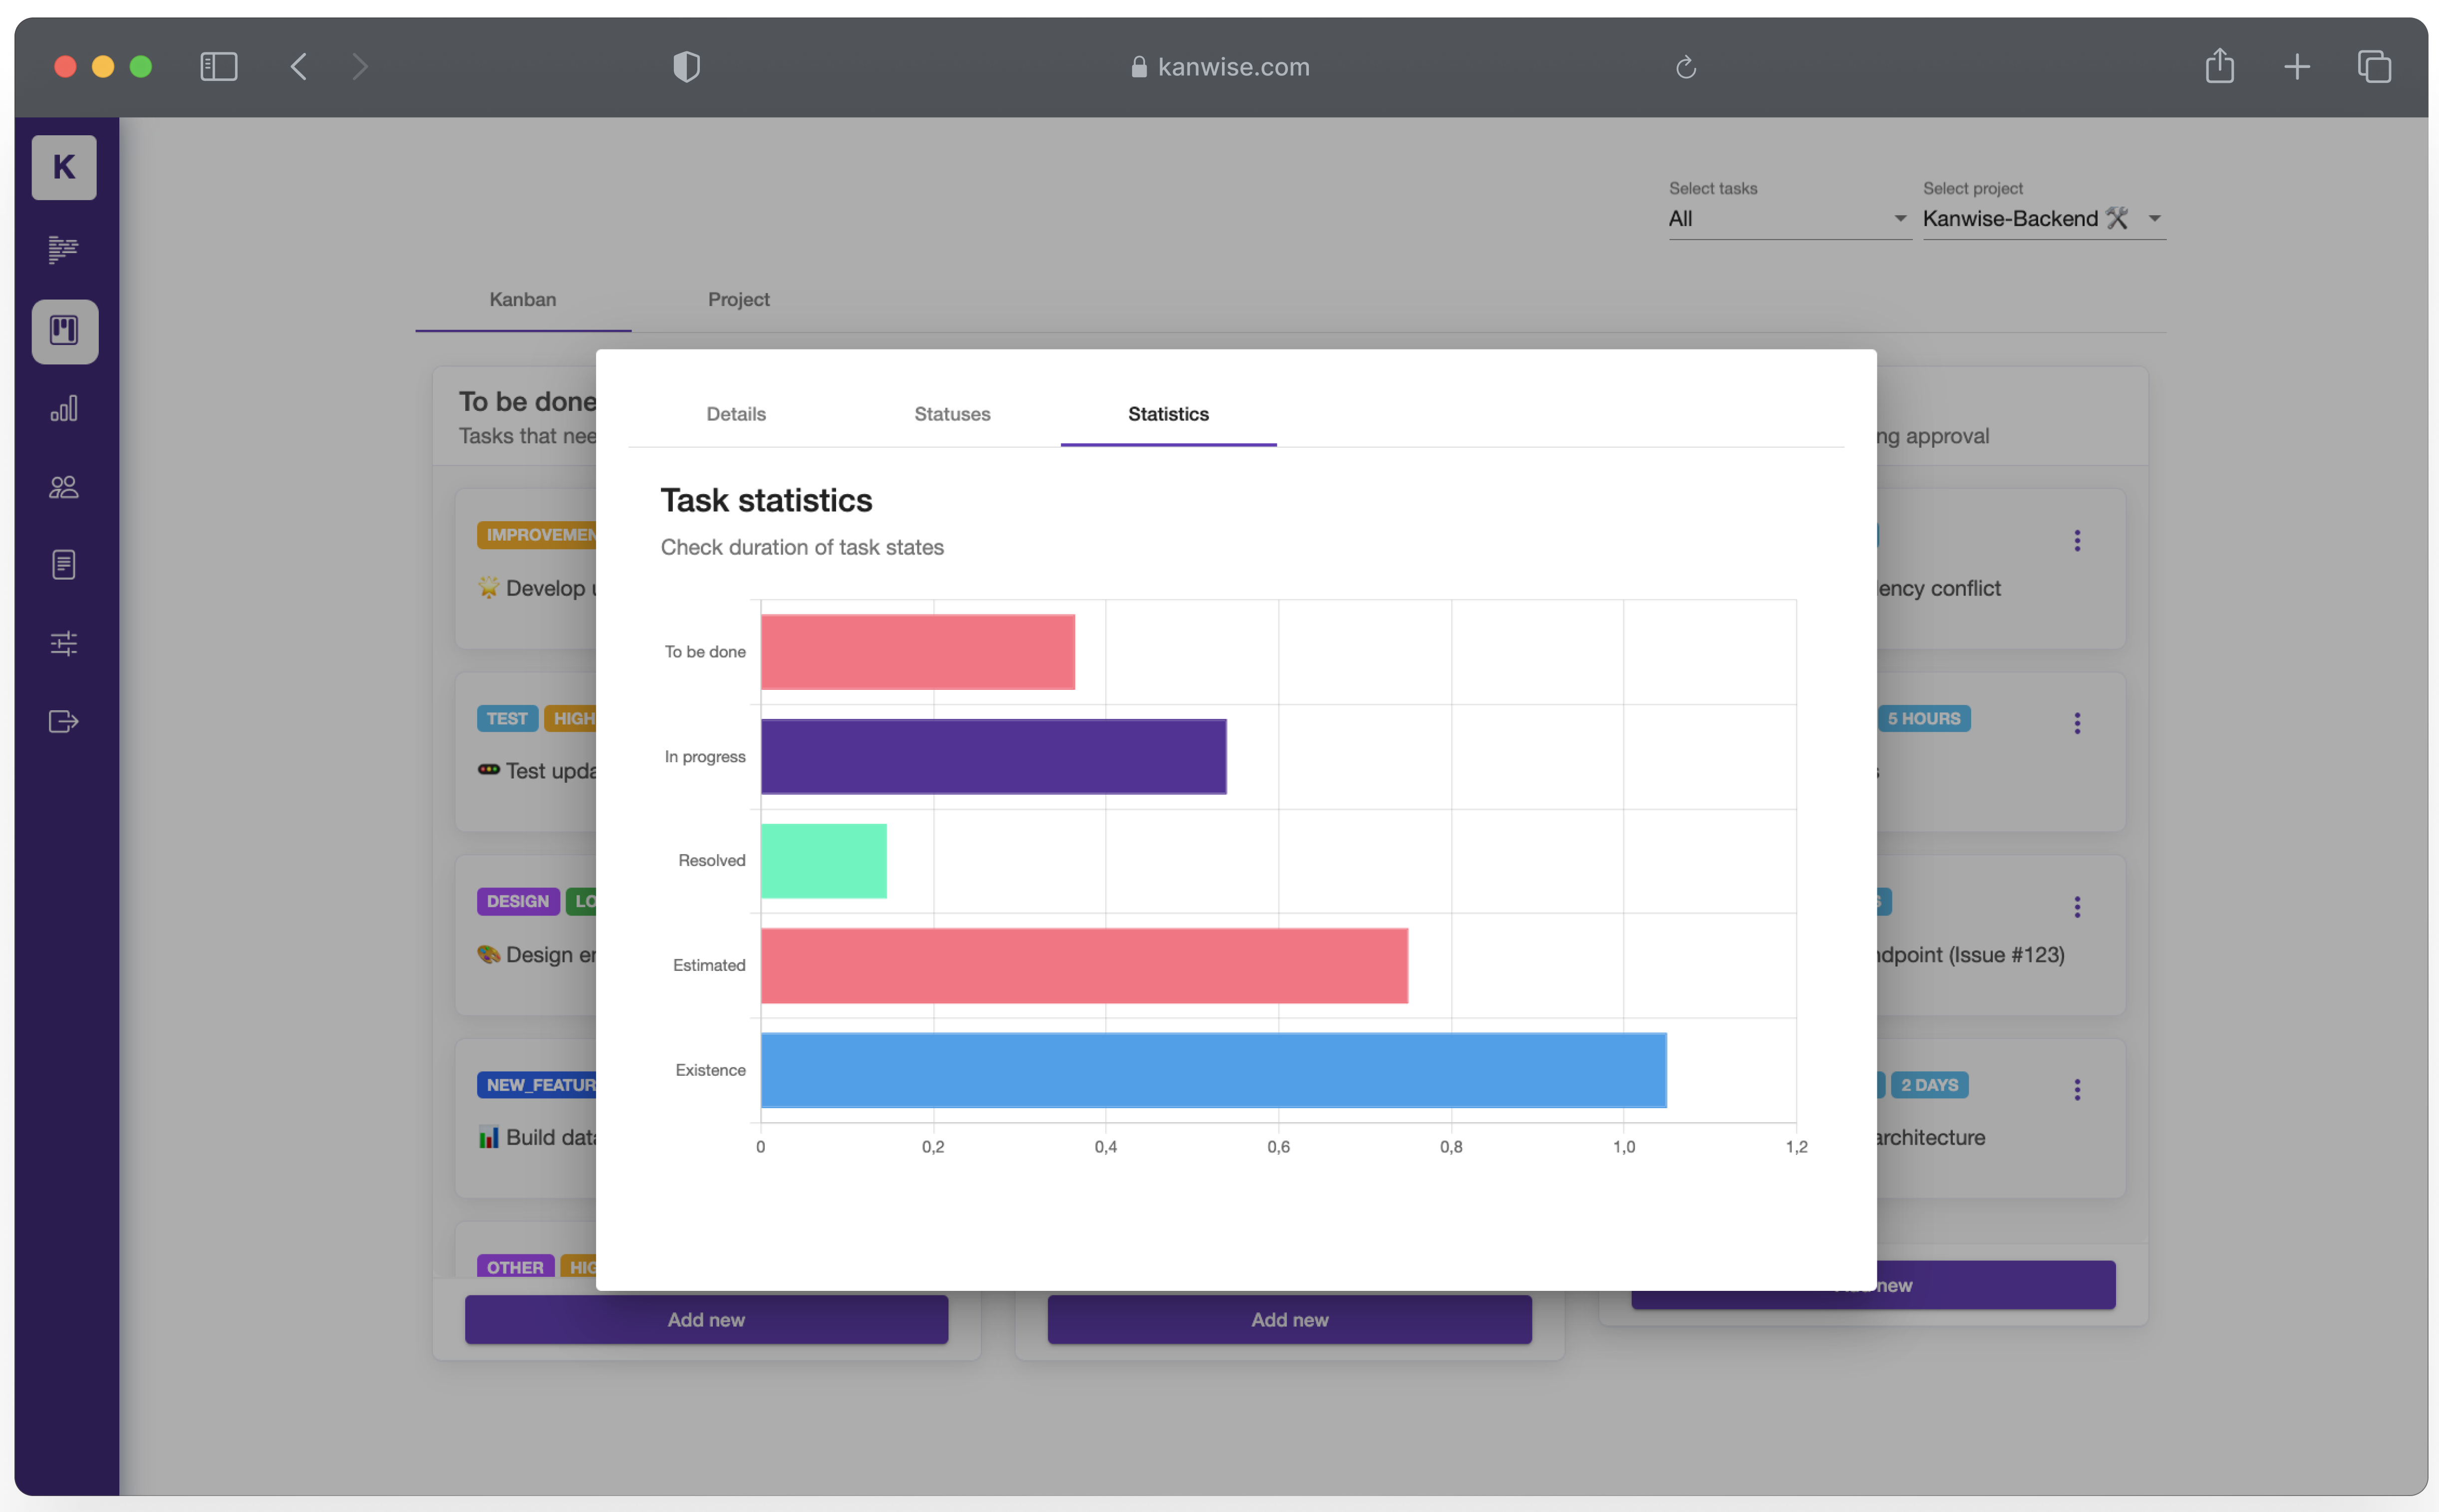 kanwise.com
K
Select tasks
Select project
All
Kanwise-Backend
Kanban
Project
To be done
Tasks that nee
ng approval
Details
Statuses
Statistics
Task statistics
Check duration of task states
IMPROVEMEN
Develop
ency conflict
TEST
HIGH
5 HOURS
Test upda
DESIGN
LO
Design er
dpoint (Issue #123)
NEW_FEATUR
2 DAYS
Build data
architecture
OTHER
HIG
To be done
In progress
Resolved
Estimated
Existence
0
0,2
0,4
0,6
0,8
1,0
1,2
Add new
Add new
new